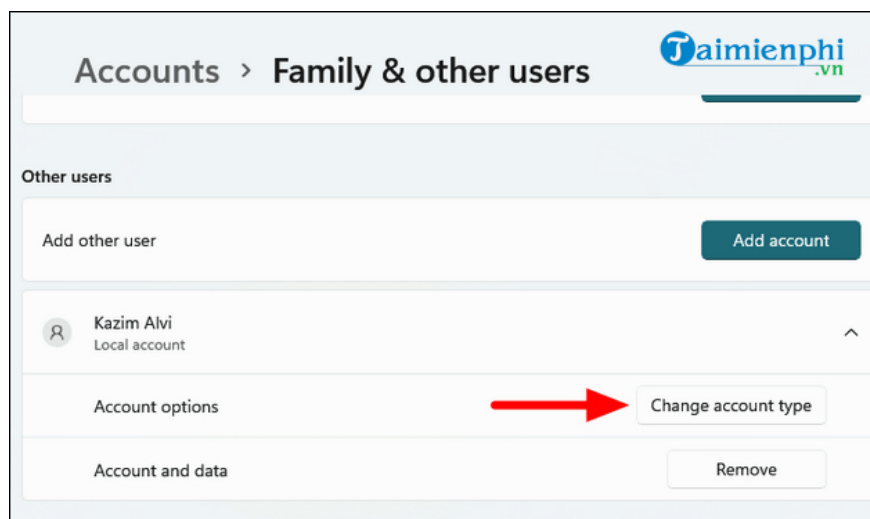 Accounts > Family & other users
Taimienphi
.vn
Other users
Add other user
Add account
Kazim Alvi
Local account
Account options
Change account type
Account and data
Remove